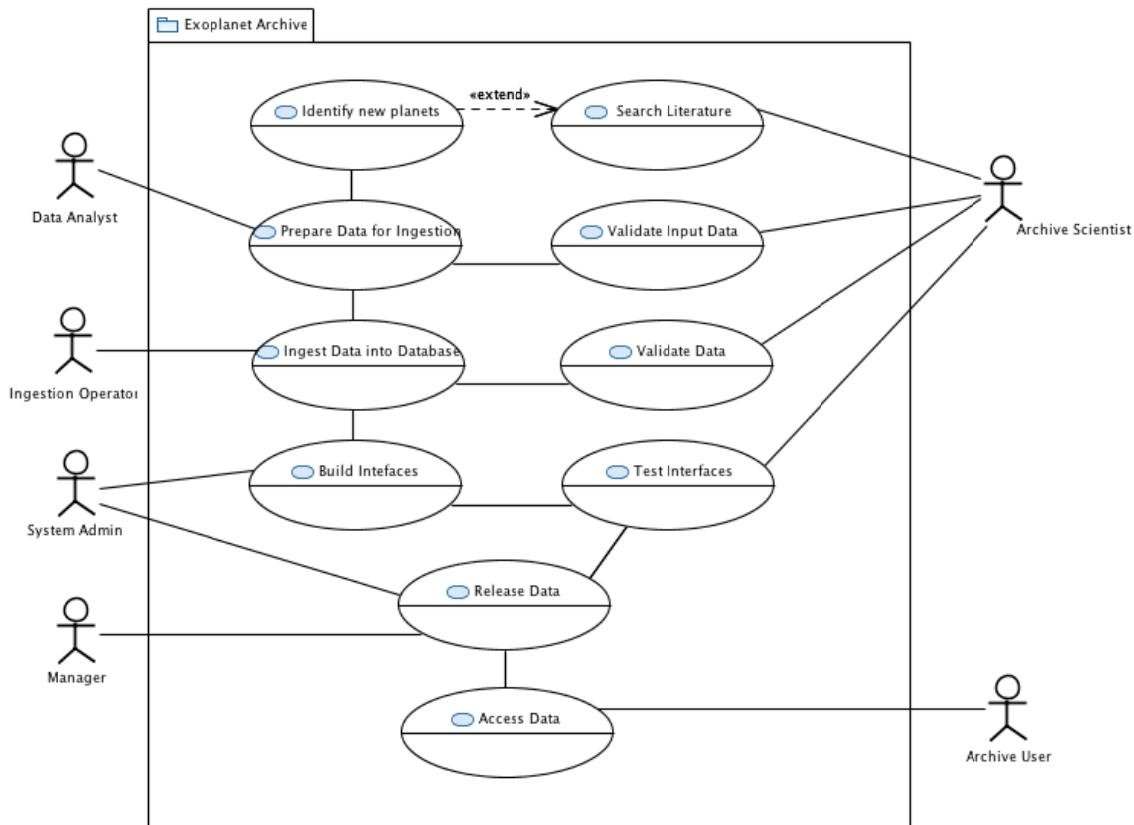 Exoplanet Archive
«extend»
Identify new planets
Search Literature
Data Analyst
Prepare Data for Ingestion
Validate Input Data
Archive Scientist
Ingest Data into Database
Validate Data
Ingestion Operator
Build Intefaces
Test Interfaces
System Admin
Release Data
Manager
Access Data
Archive User